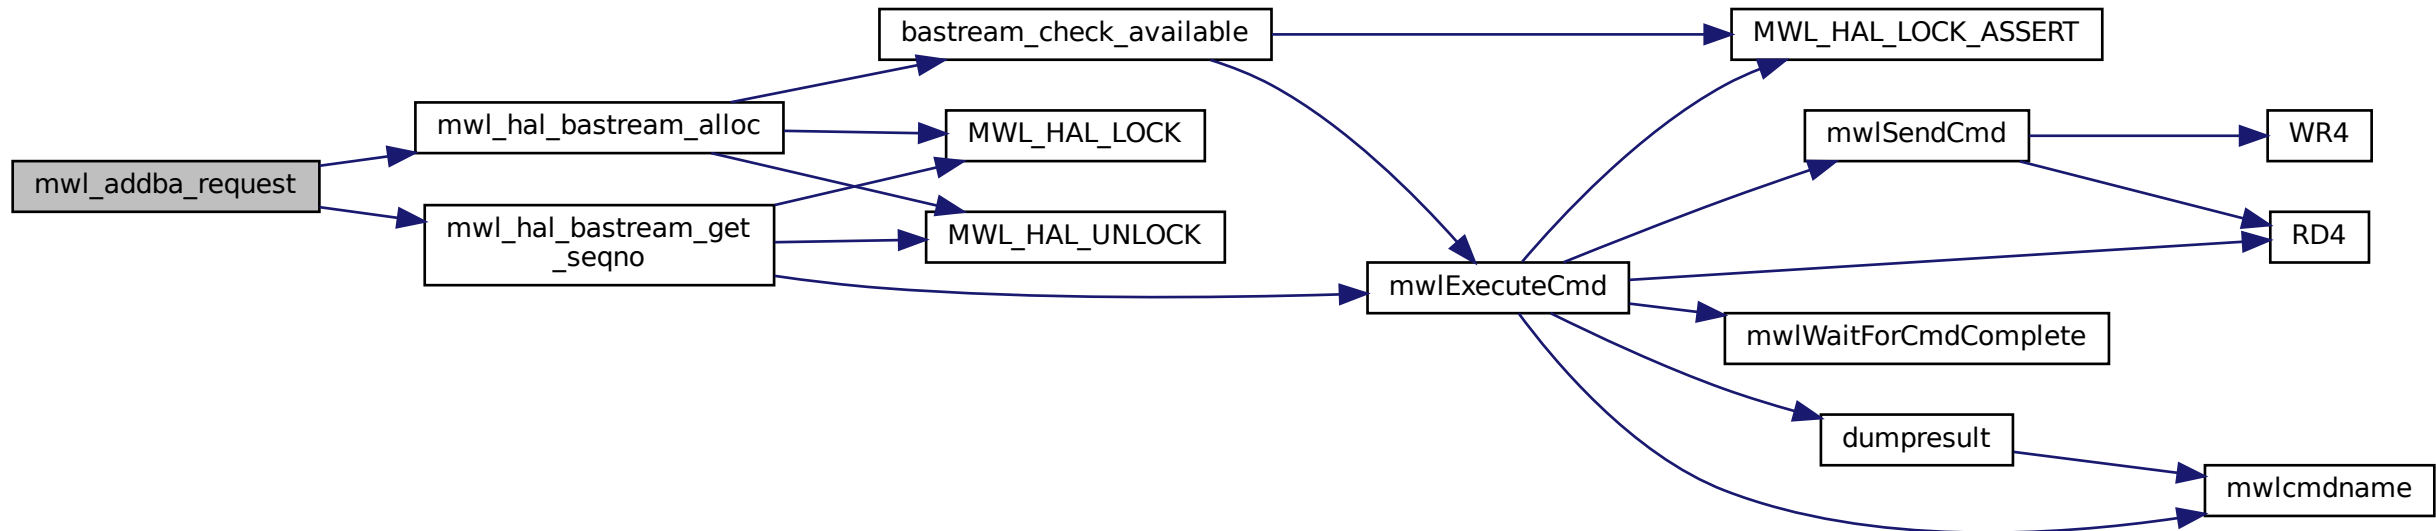 mwl_addba_request
mwl_hal_bastream_alloc
mwl_hal_bastream_get
_seqno
bastream_check_available
MWL_HAL_LOCK
MWL_HAL_UNLOCK
mwlExecuteCmd
MWL_HAL_LOCK_ASSERT
mwlSendCmd
mwlWaitForCmdComplete
dumpresult
WR4
RD4
mwlcmdname